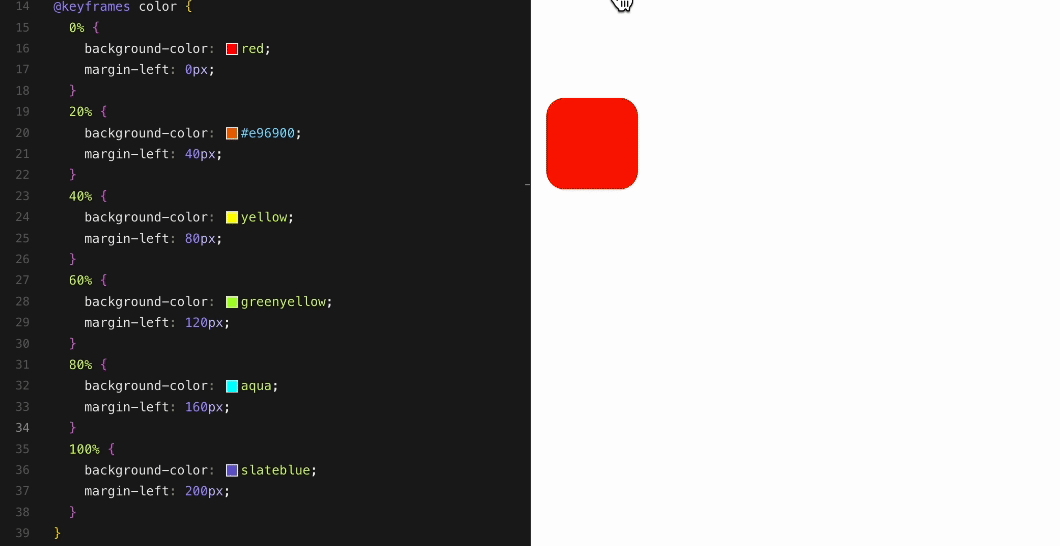 14 @keyframes color {
15 0% {
16 background-color: red;
17 margin-left: 0px;
18 }
19 20% {
20 background-color: #e96900;
21 margin-left: 40px;
22 }
23 40% {
24 background-color: yellow;
25 margin-left: 80px;
26 }
27 60% {
28 background-color: greenyellow;
29 margin-left: 120px;
30 }
31 80% {
32 background-color: aqua;
33 margin-left: 160px;
34 }
35 100% {
36 background-color: slateblue;
37 margin-left: 200px;
38 }
39 }